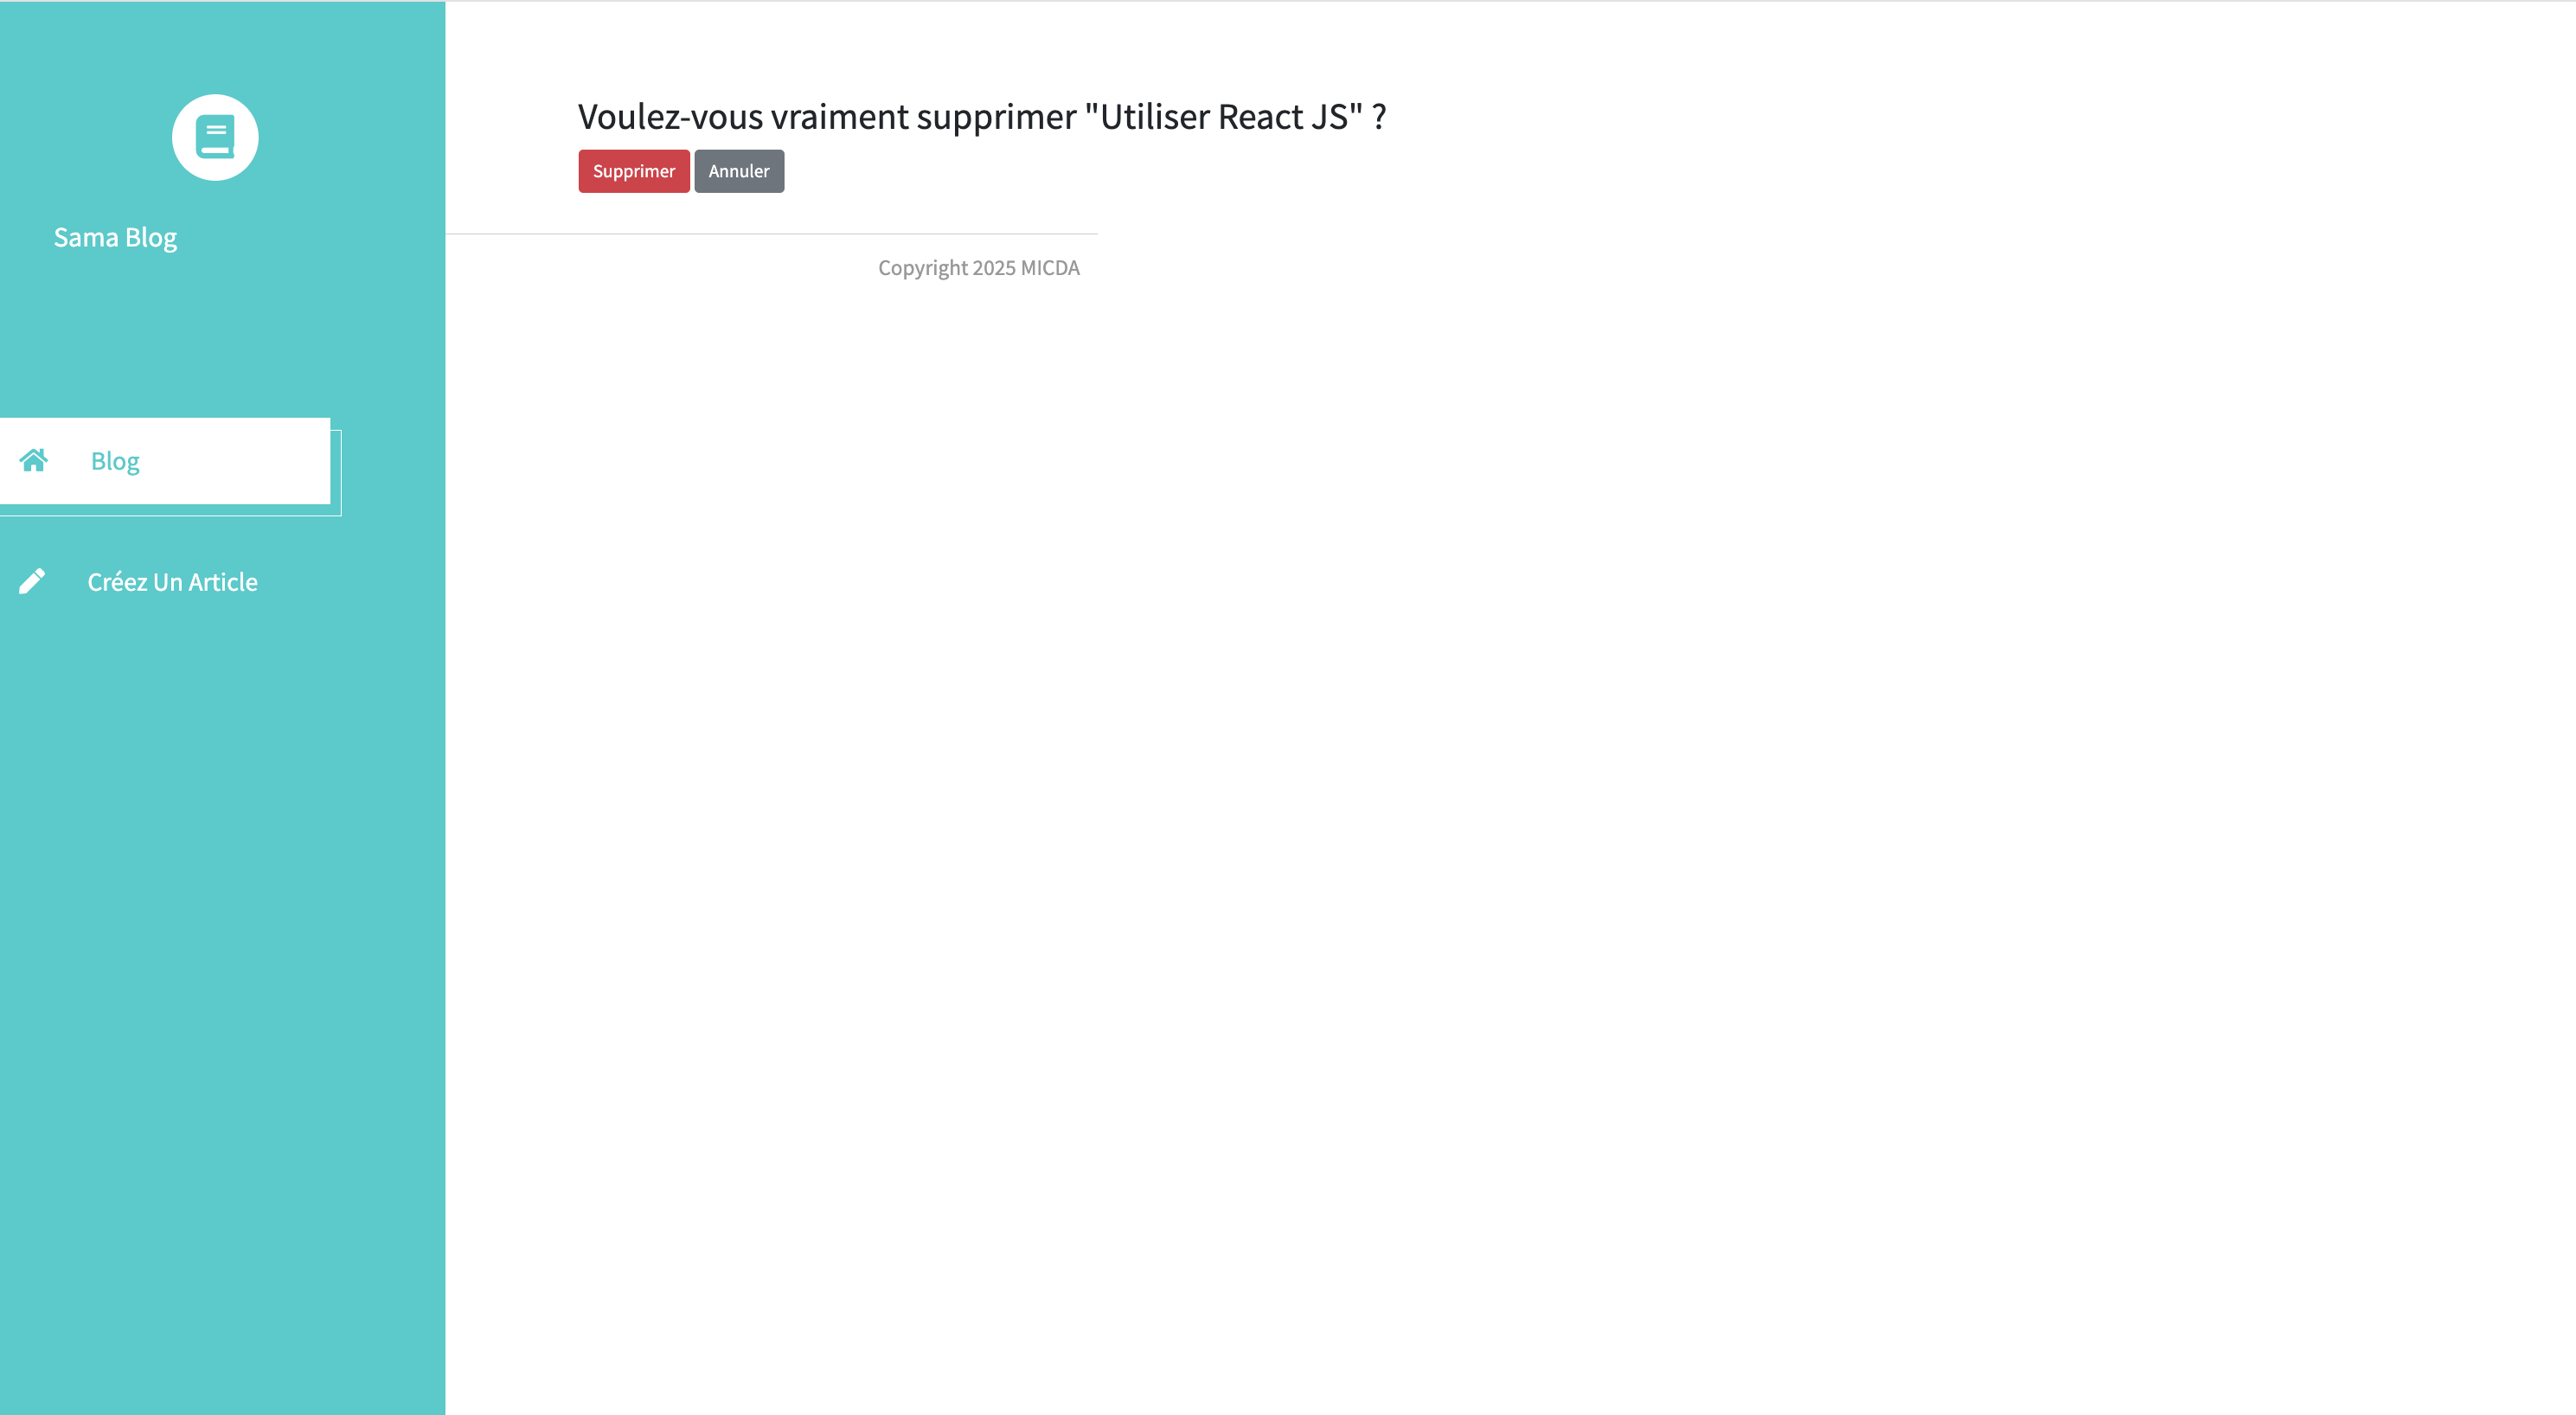 Sama Blog
Blog
Créez Un Article
Voulez-vous vraiment supprimer "Utiliser React JS" ?
Supprimer Annuler
Copyright 2025 MICDA